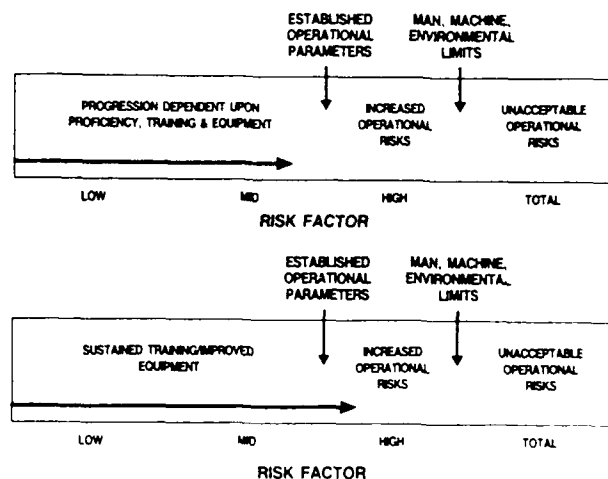 ESTABLISHED
OPERATIONAL
PARAMETERS
MAN, MACHINE,
ENVIRONMENTAL
LIMITS
PROGRESSION DEPENDENT UPON
PROFICIENCY, TRAINING & EQUIPMENT
INCREASED
OPERATIONAL
RISKS
UNACCEPTABLE
OPERATIONAL
RISKS
LOW MID HIGH TOTAL
RISK FACTOR
ESTABLISHED
OPERATIONAL
PARAMETERS
MAN, MACHINE,
ENVIRONMENTAL
LIMITS
SUSTAINED TRAINING/IMPROVED
EQUIPMENT
INCREASED
OPERATIONAL
RISKS
UNACCEPTABLE
OPERATIONAL
RISKS
LOW MID HIGH TOTAL
RISK FACTOR